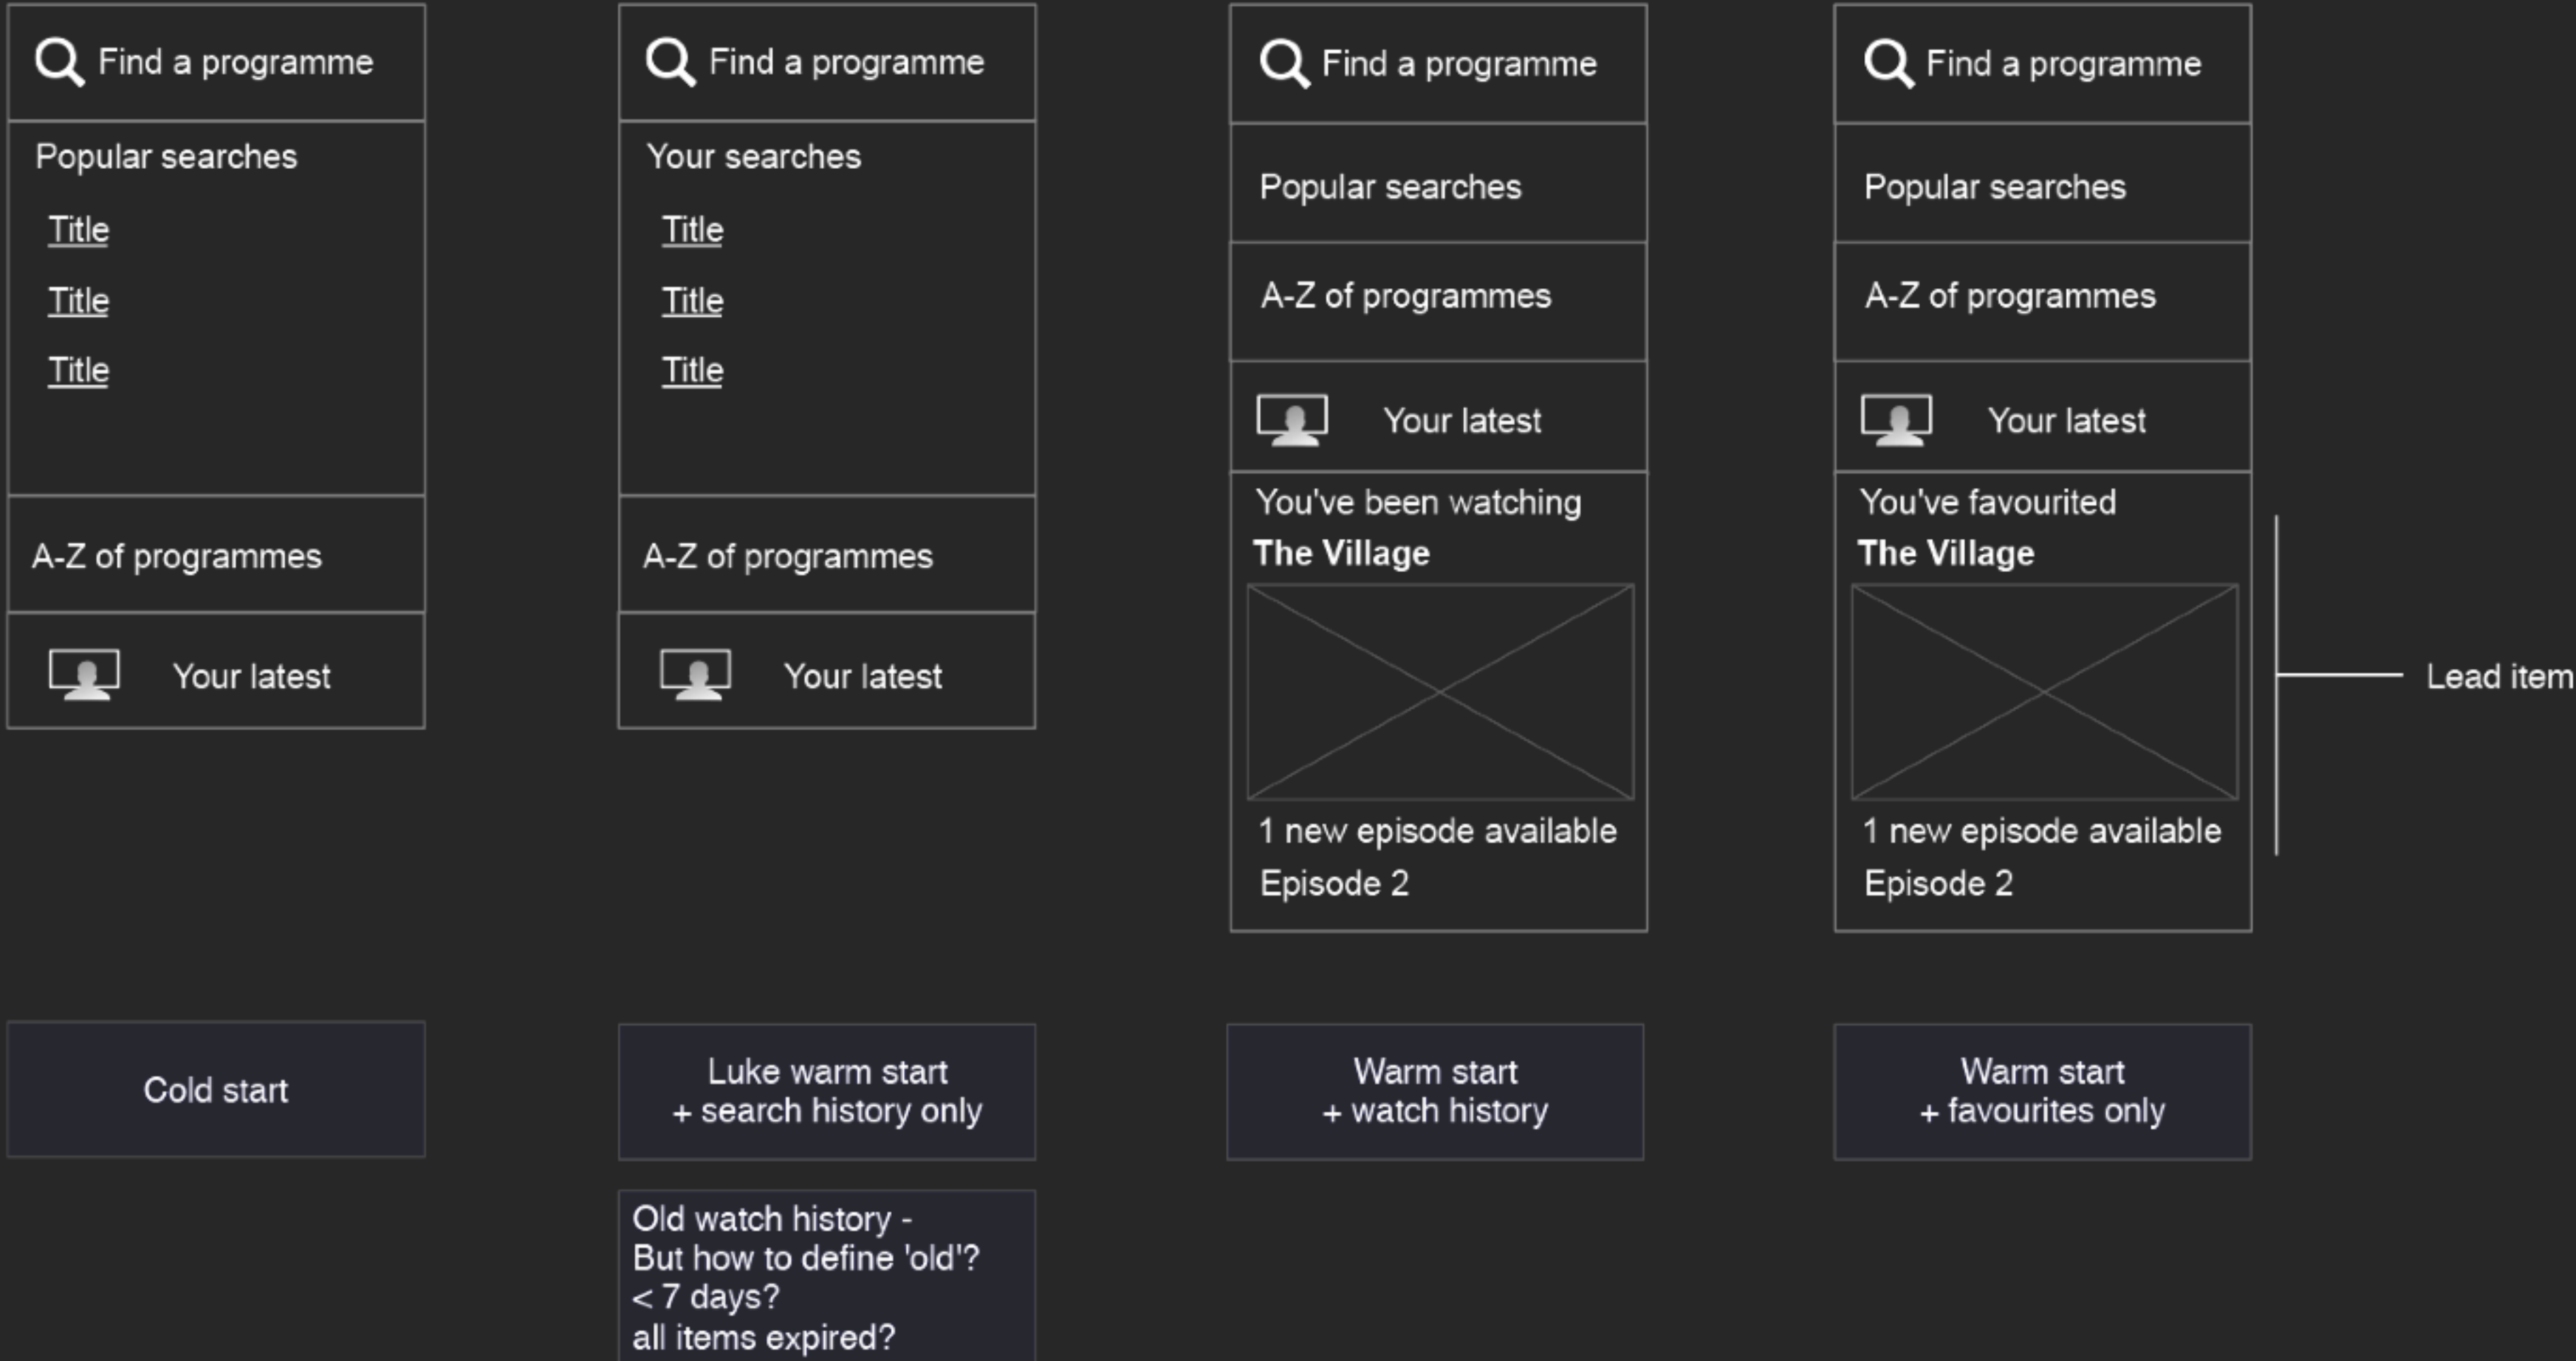 Find a programme
Popular searches
Title
Title
Title
A-Z of programmes
Your latest
Cold start
Find a programme
Your searches
Title
Title
Title
A-Z of programmes
Your latest
Luke warm start
+ search history only
Old watch history -
But how to define 'old'?
< 7 days?
all items expired?
Find a programme
Popular searches
A-Z of programmes
Your latest
You've been watching
The Village
1 new episode available
Episode 2
Warm start
+ watch history
Find a programme
Popular searches
A-Z of programmes
Your latest
You've favourited
The Village
1 new episode available
Episode 2
Lead item
Warm start
+ favourites only